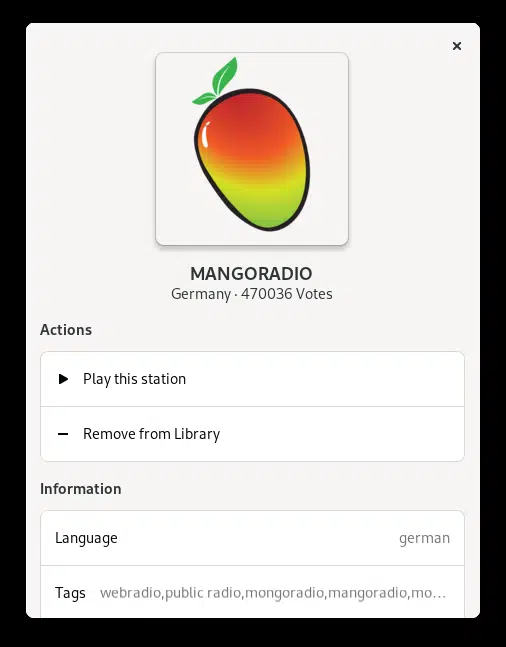 MANGORADIO
Germany · 470036 Votes
Actions
Play this station
Remove from Library
Information
Language german
Tags webradio,public radio,mongoradio,mangoradio,mo…